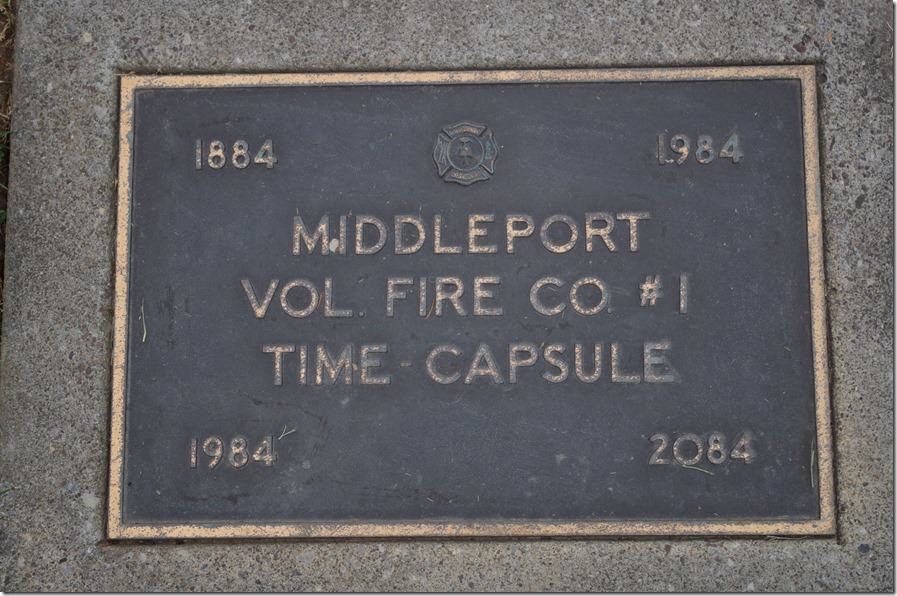 1884 1984
MIDDLEPORT
VOL. FIRE CO. #1
TIME-CAPSULE
1984 2084